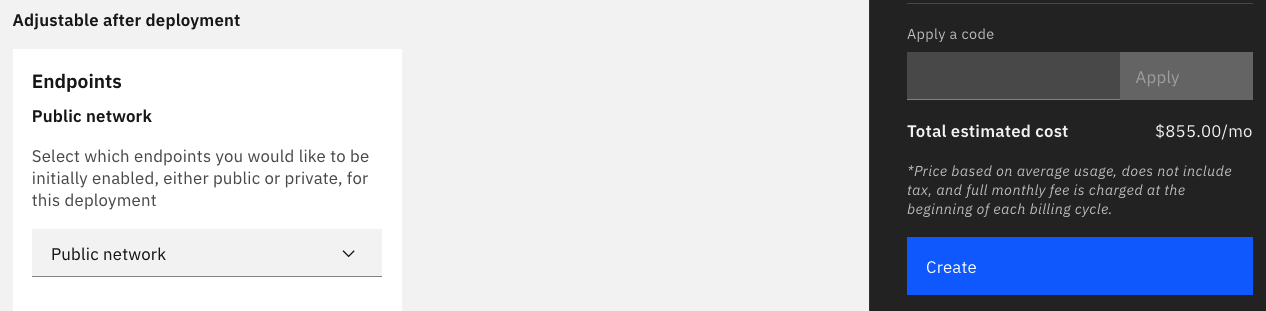 Adjustable after deployment
Endpoints
Public network
Select which endpoints you would like to be
initially enabled, either public or private, for
this deployment
Public network
Apply a code
Apply
Total estimated cost $855.00/mo
*Price based on average usage, does not include
tax, and full monthly fee is charged at the
beginning of each billing cycle.
Create